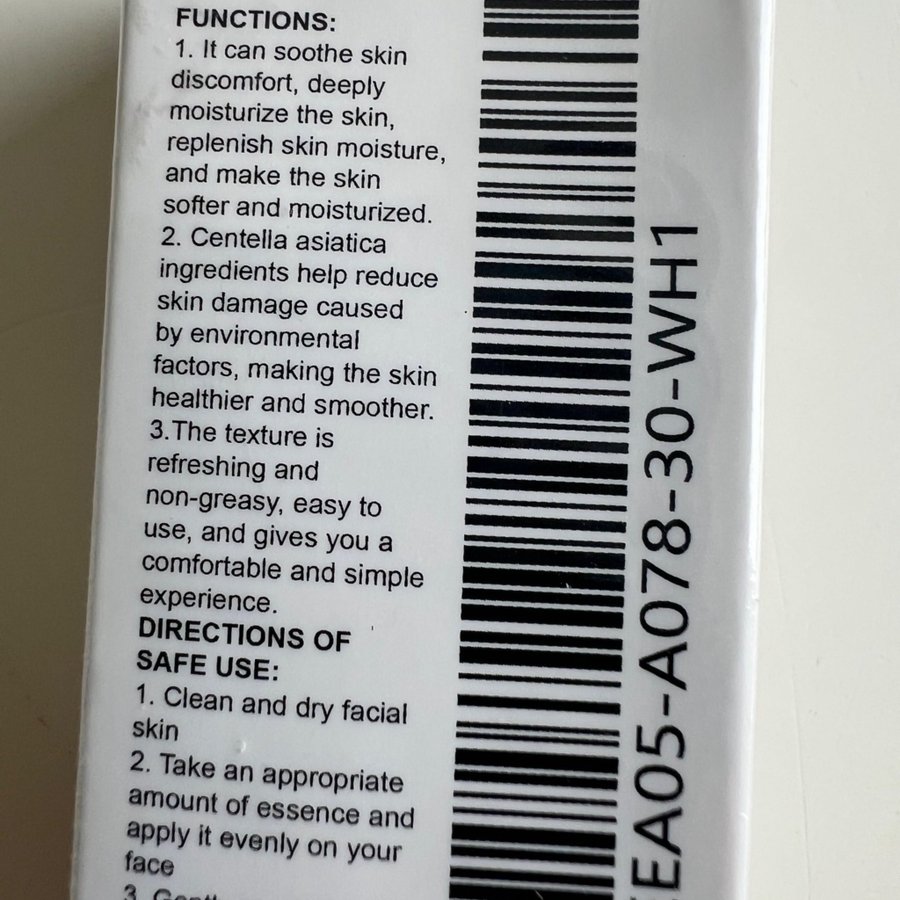 FUNCTIONS:
1. It can soothe skin
discomfort, deeply
moisturize the skin,
replenish skin moisture,
and make the skin
softer and moisturized.
2. Centella asiatica
ingredients help reduce
skin damage caused
by environmental
factors, making the skin
healthier and smoother.
3.The texture is
refreshing and
non-greasy, easy to
use, and gives you a
comfortable and simple
experience.
DIRECTIONS OF
SAFE USE:
1. Clean and dry facial
skin
2. Take an appropriate
amount of essence and
apply it evenly on your
face
3.
EA05-A078-30-WH1